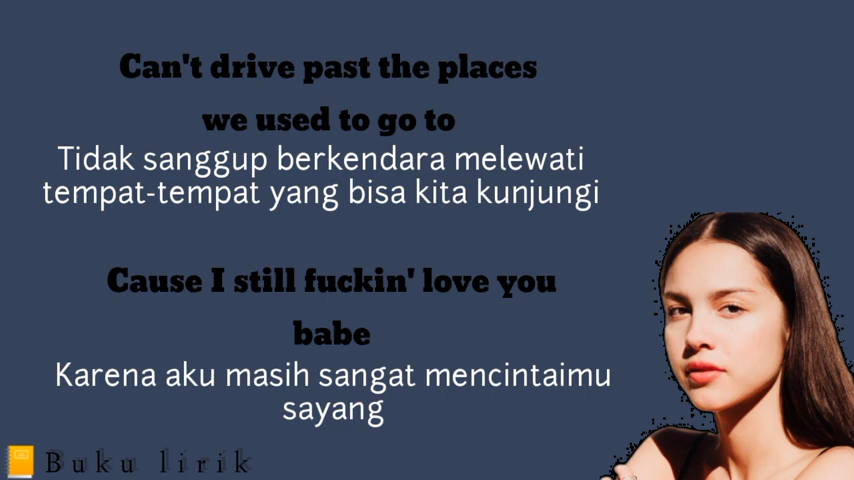 Can't drive past the places
we used to go to
Tidak sanggup berkendara melewati
tempat-tempat yang bisa kita kunjungi
Cause I still fuckin' love you
babe
Karena aku masih sangat mencintaimu
sayang
Buku lirik